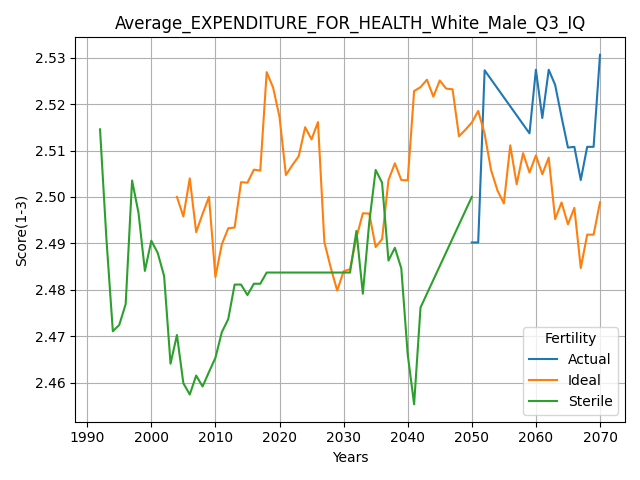 Average_EXPENDITURE_FOR_HEALTH_White_Male_Q3_IQ
2.53
2.52
2.51
2.50
2.49
2.48
2.47
2.46
Score(1-3)
1990 2000 2010 2020 2030 2040 2050 2060 2070
Years
Fertility
Actual
Ideal
Sterile